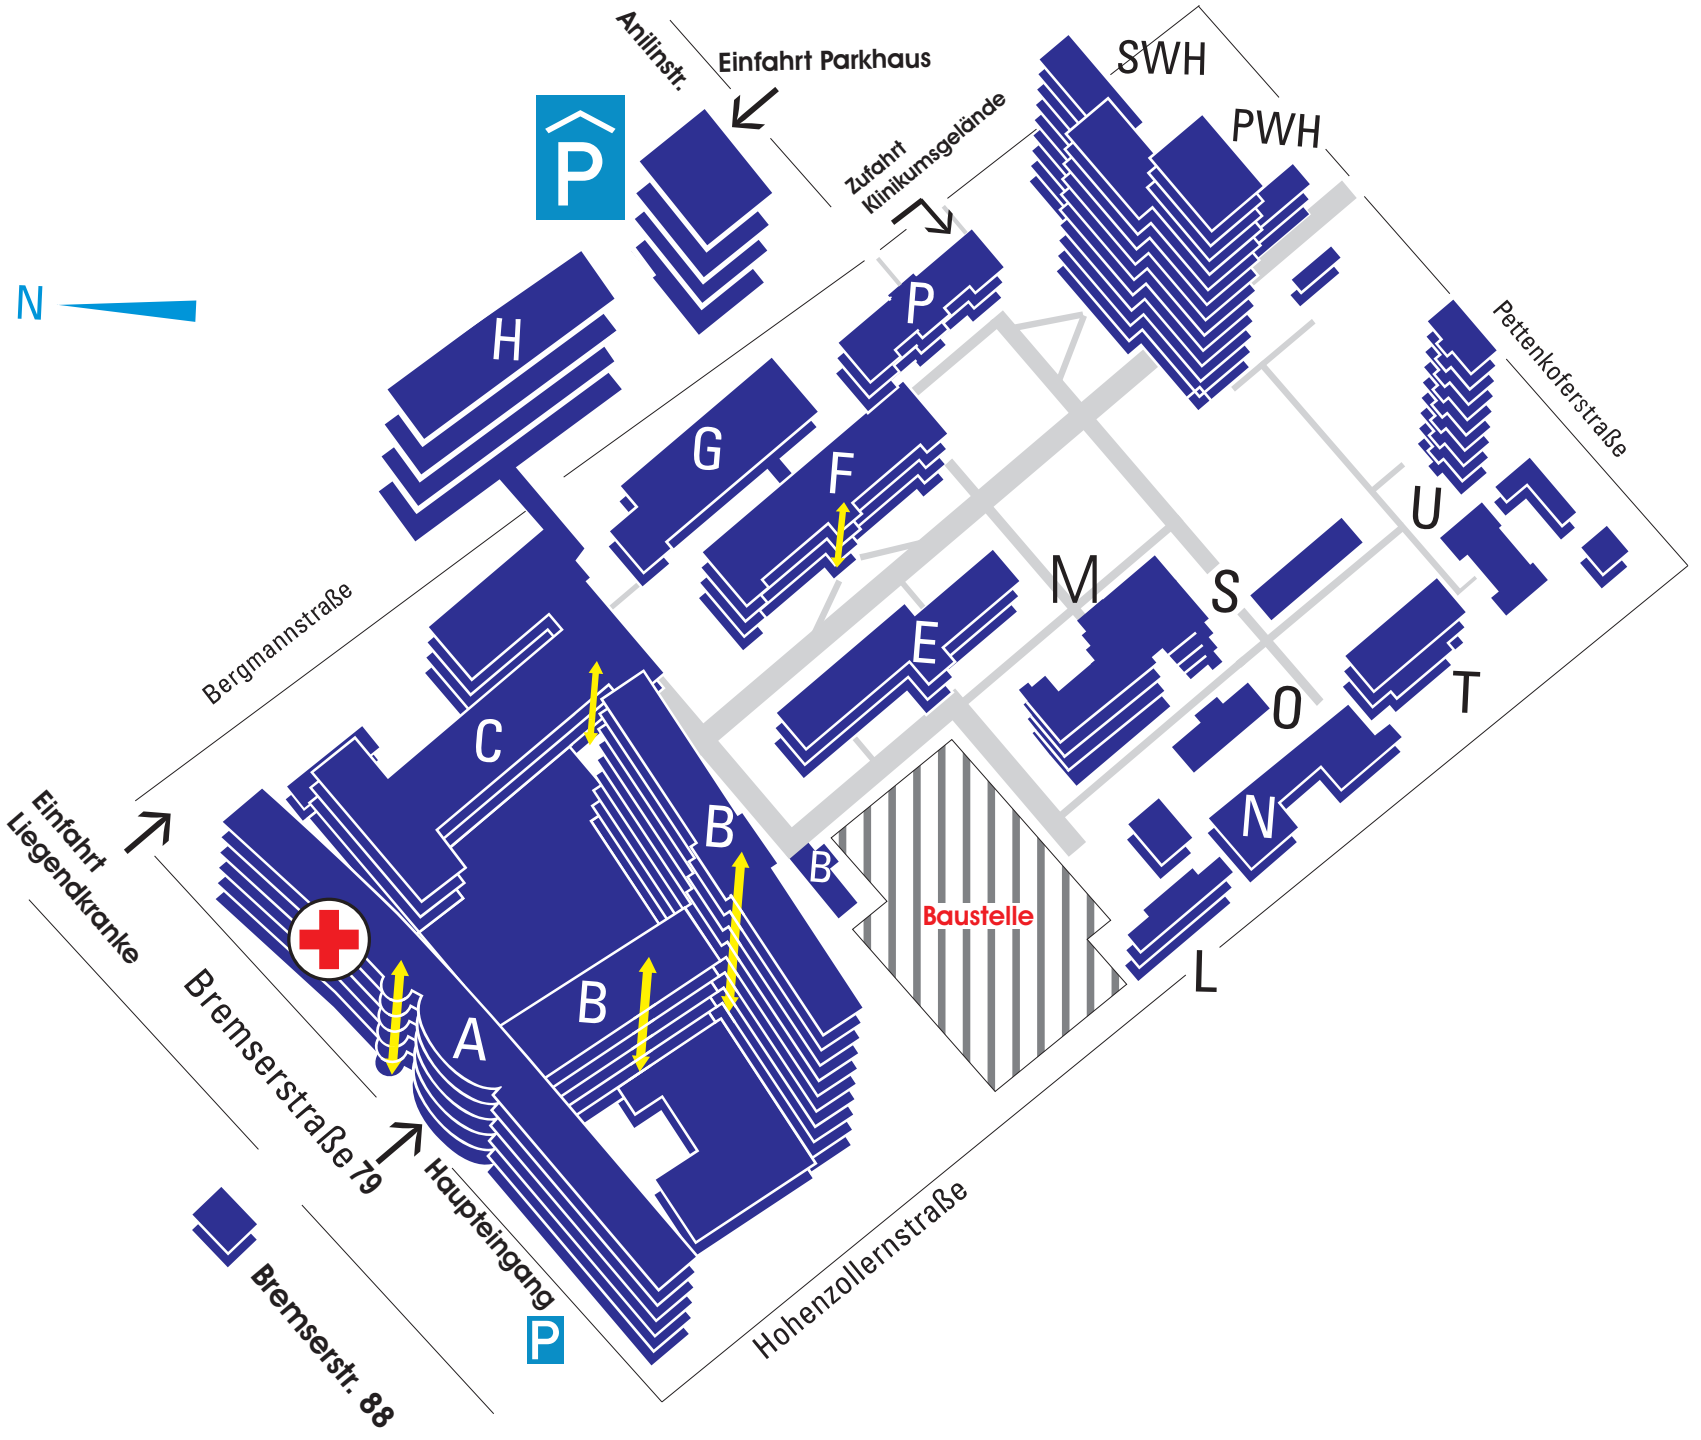 SWH
Anilinstr.
Einfahrt Parkhaus
PWH
P
Zufahrt
Klinikumsgelände
N
H
P
Pettenkoferstraße
G
F
U
M
S
E
Bergmannstraße
T
O
C
Einfahrt
Liegendkranke
B
N
B
Baustelle
L
B
A
Bremserstraße 79
Haupteingang
P
Hohenzollernstraße
Bremserstr. 88